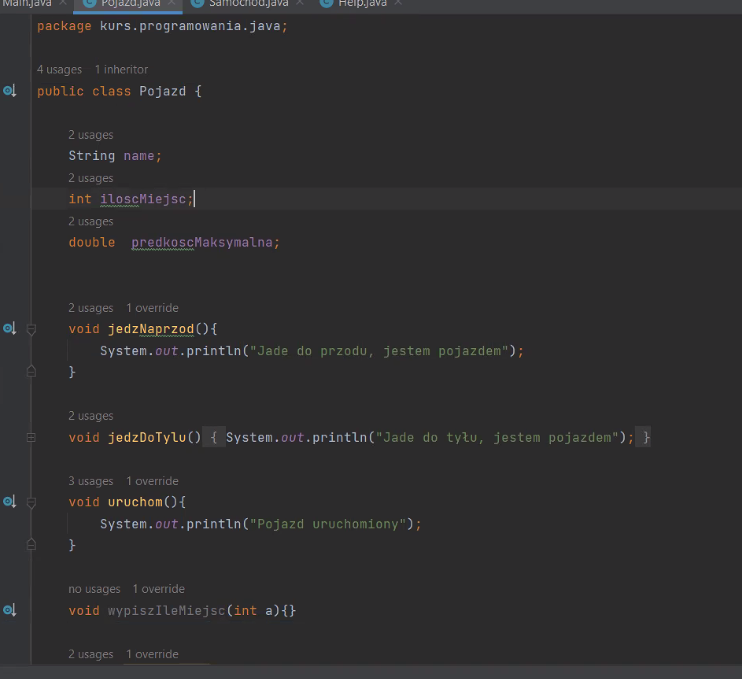 Main.java × Pojazd.java × Samochod.java × Help.java ×
package kurs.programowania.java;
4 usages 1 inheritor
public class Pojazd {
2 usages
String name;
2 usages
int iloscMiejsc;
2 usages
double predkoscMaksymalna;
2 usages 1 override
void jedzNaprzod(){
System.out.println("Jade do przodu, jestem pojazdem");
}
2 usages
void jedzDoTylu() { System.out.println("Jade do tyłu, jestem pojazdem"); }
3 usages 1 override
void uruchom(){
System.out.println("Pojazd uruchomiony");
}
no usages 1 override
void wypiszIleMiejsc(int a){}
2 usages 1 override